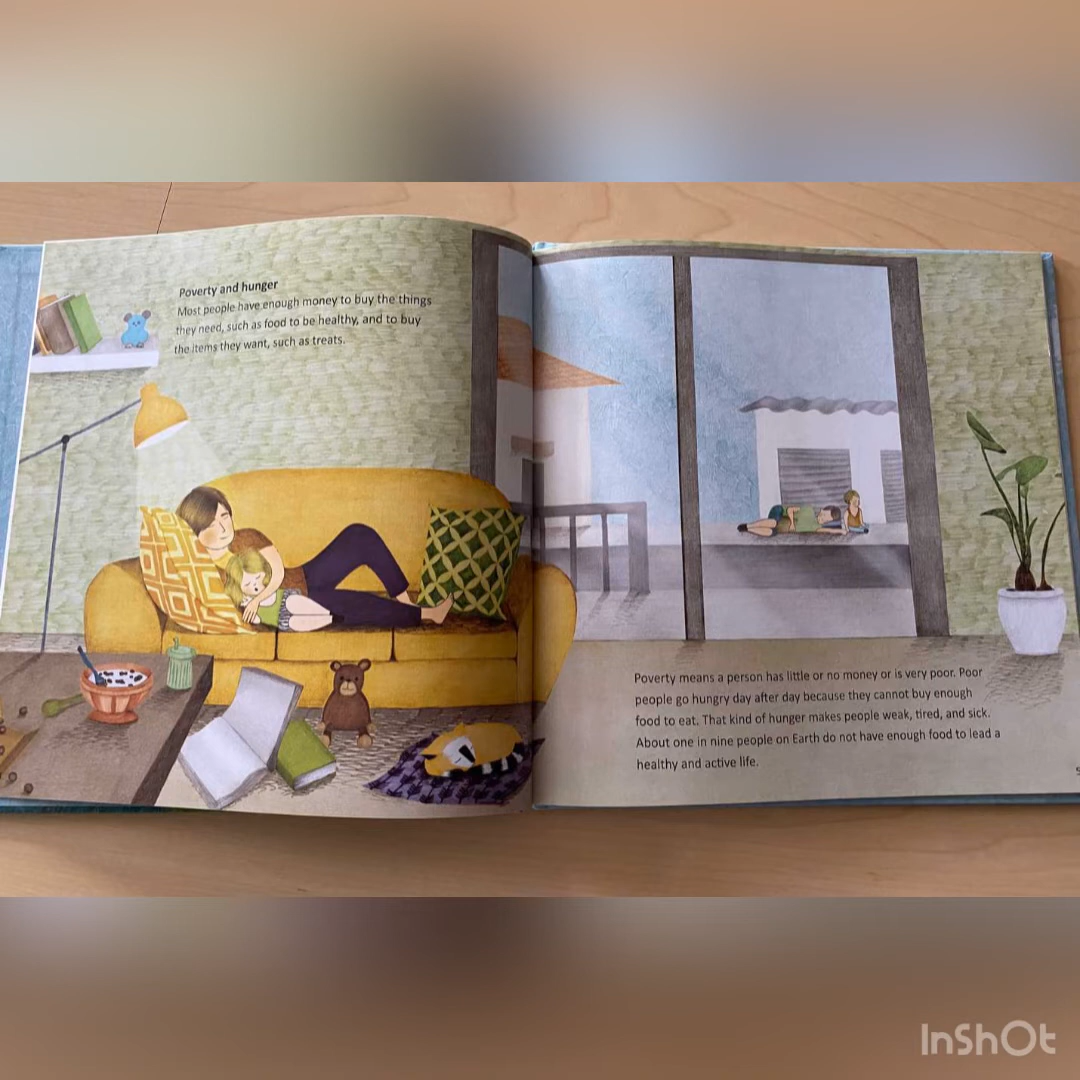 Poverty and hunger
Most people have enough money to buy the things
they need, such as food to be healthy, and to buy
the items they want, such as treats.
Poverty means a person has little or no money or is very poor. Poor
people go hungry day after day because they cannot buy enough
food to eat. That kind of hunger makes people weak, tired, and sick.
About one in nine people on Earth do not have enough food to lead a
healthy and active life.
InShOt